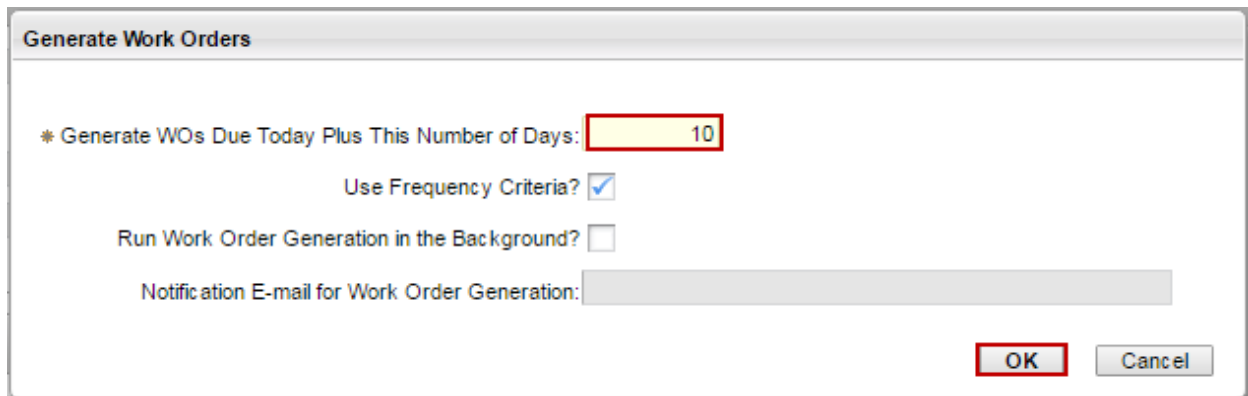 Generate Work Orders
* Generate WOs Due Today Plus This Number of Days: 10
Use Frequency Criteria?
Run Work Order Generation in the Background?
Notification E-mail for Work Order Generation:
OK Cancel